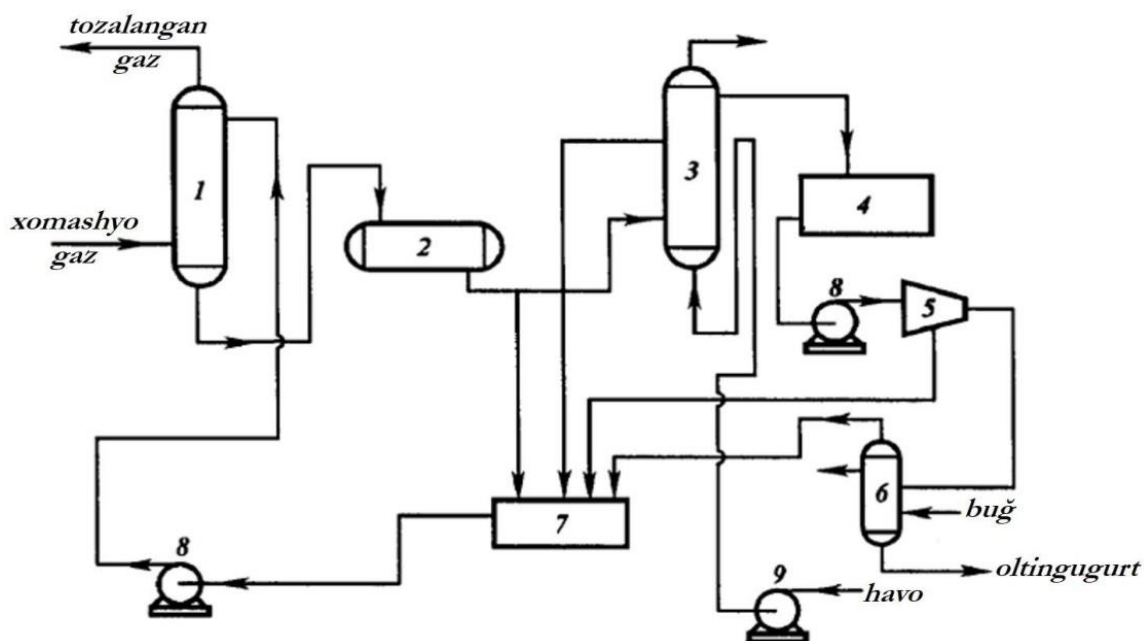 tozalangan
gaz
1
xomashyo
gaz
2
3
4
8
5
6
buğ
7
8
oltingugurt
9
havo